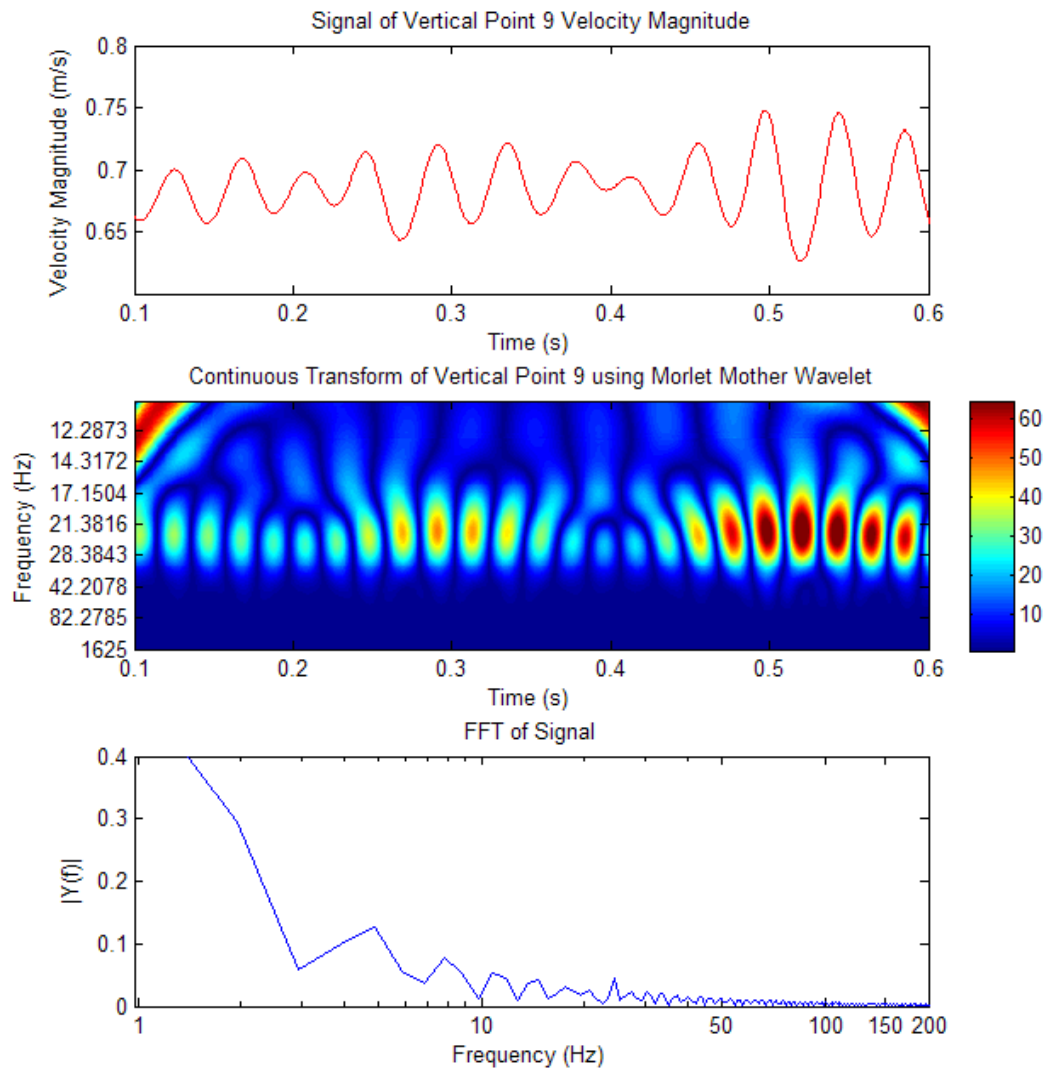 Signal of Vertical Point 9 Velocity Magnitude
Velocity Magnitude (m/s)
0.8
0.75
0.7
0.65
0.1 0.2 0.3 0.4 0.5 0.6
Time (s)
Continuous Transform of Vertical Point 9 using Morlet Mother Wavelet
Frequency (Hz)
12.2873
14.3172
17.1504
21.3816
28.3843
42.2078
82.2785
1625
0.1 0.2 0.3 0.4 0.5 0.6
Time (s)
60
50
40
30
20
10
FFT of Signal
|Y(f)|
0.4
0.3
0.2
0.1
0
1 10 50 100 150 200
Frequency (Hz)